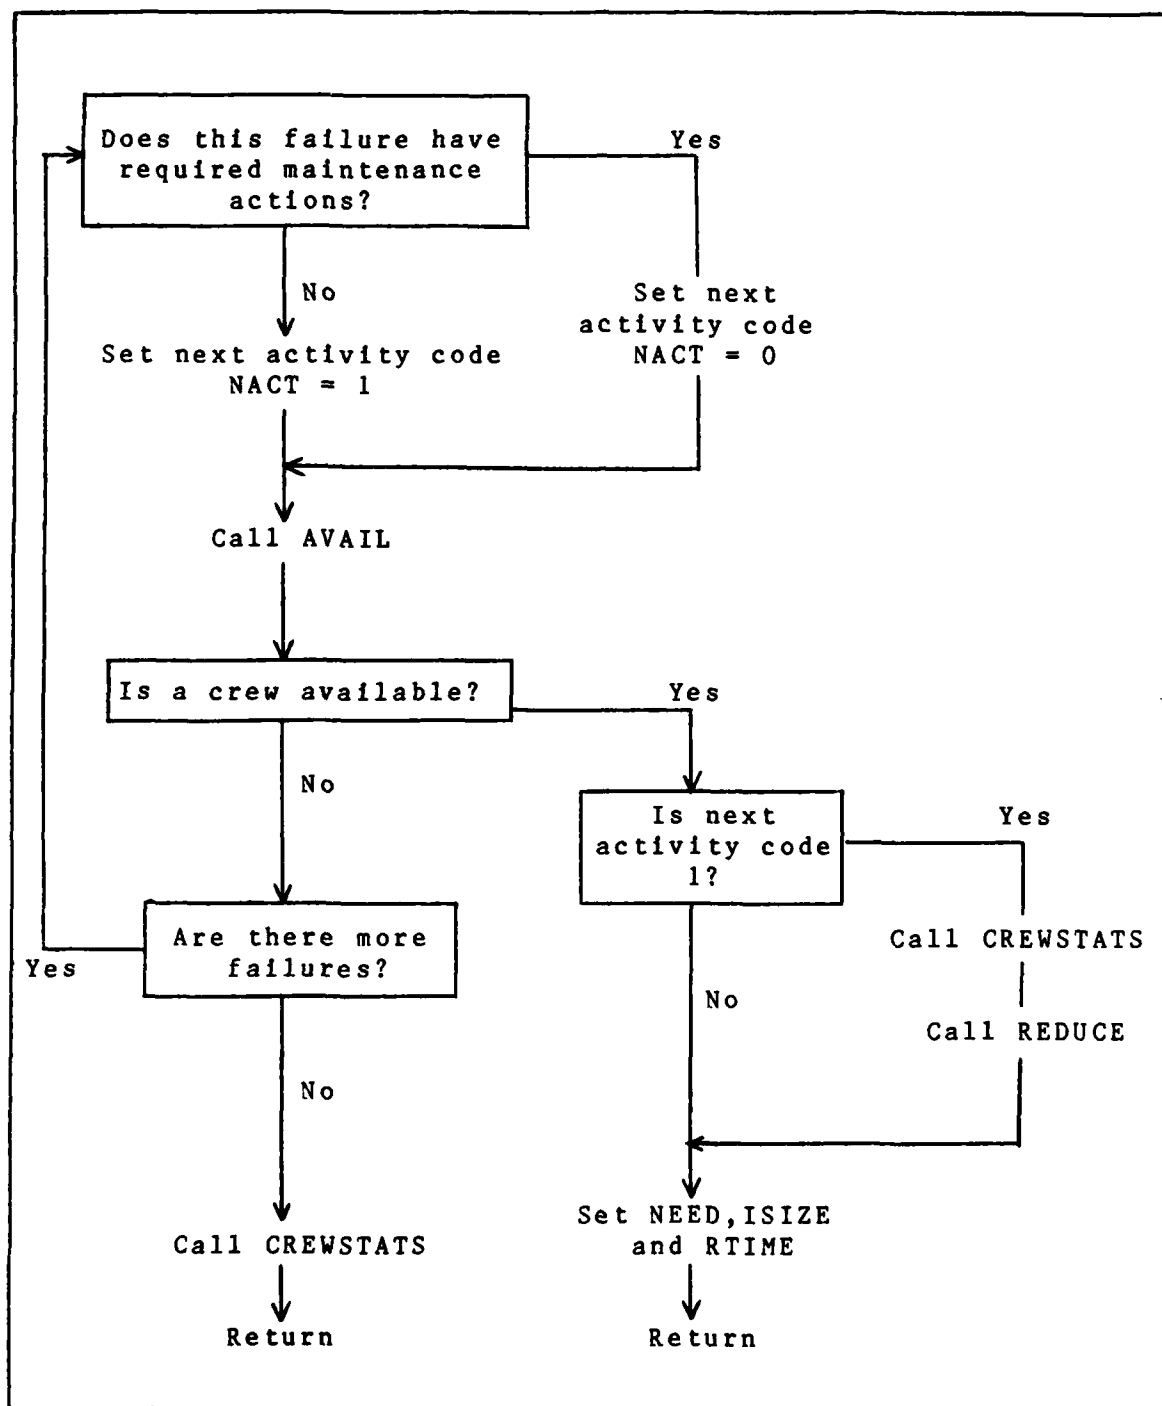 Does this failure have
required maintenance
actions?
Yes
No
Set next
activity code
NACT = 0
Set next activity code
NACT = 1
Call AVAIL
Is a crew available?
Yes
No
Is next
activity code
1?
Yes
Are there more
failures?
Yes
Call CREWSTATS
No
Call REDUCE
No
Set NEED,ISIZE
and RTIME
Call CREWSTATS
Return
Return